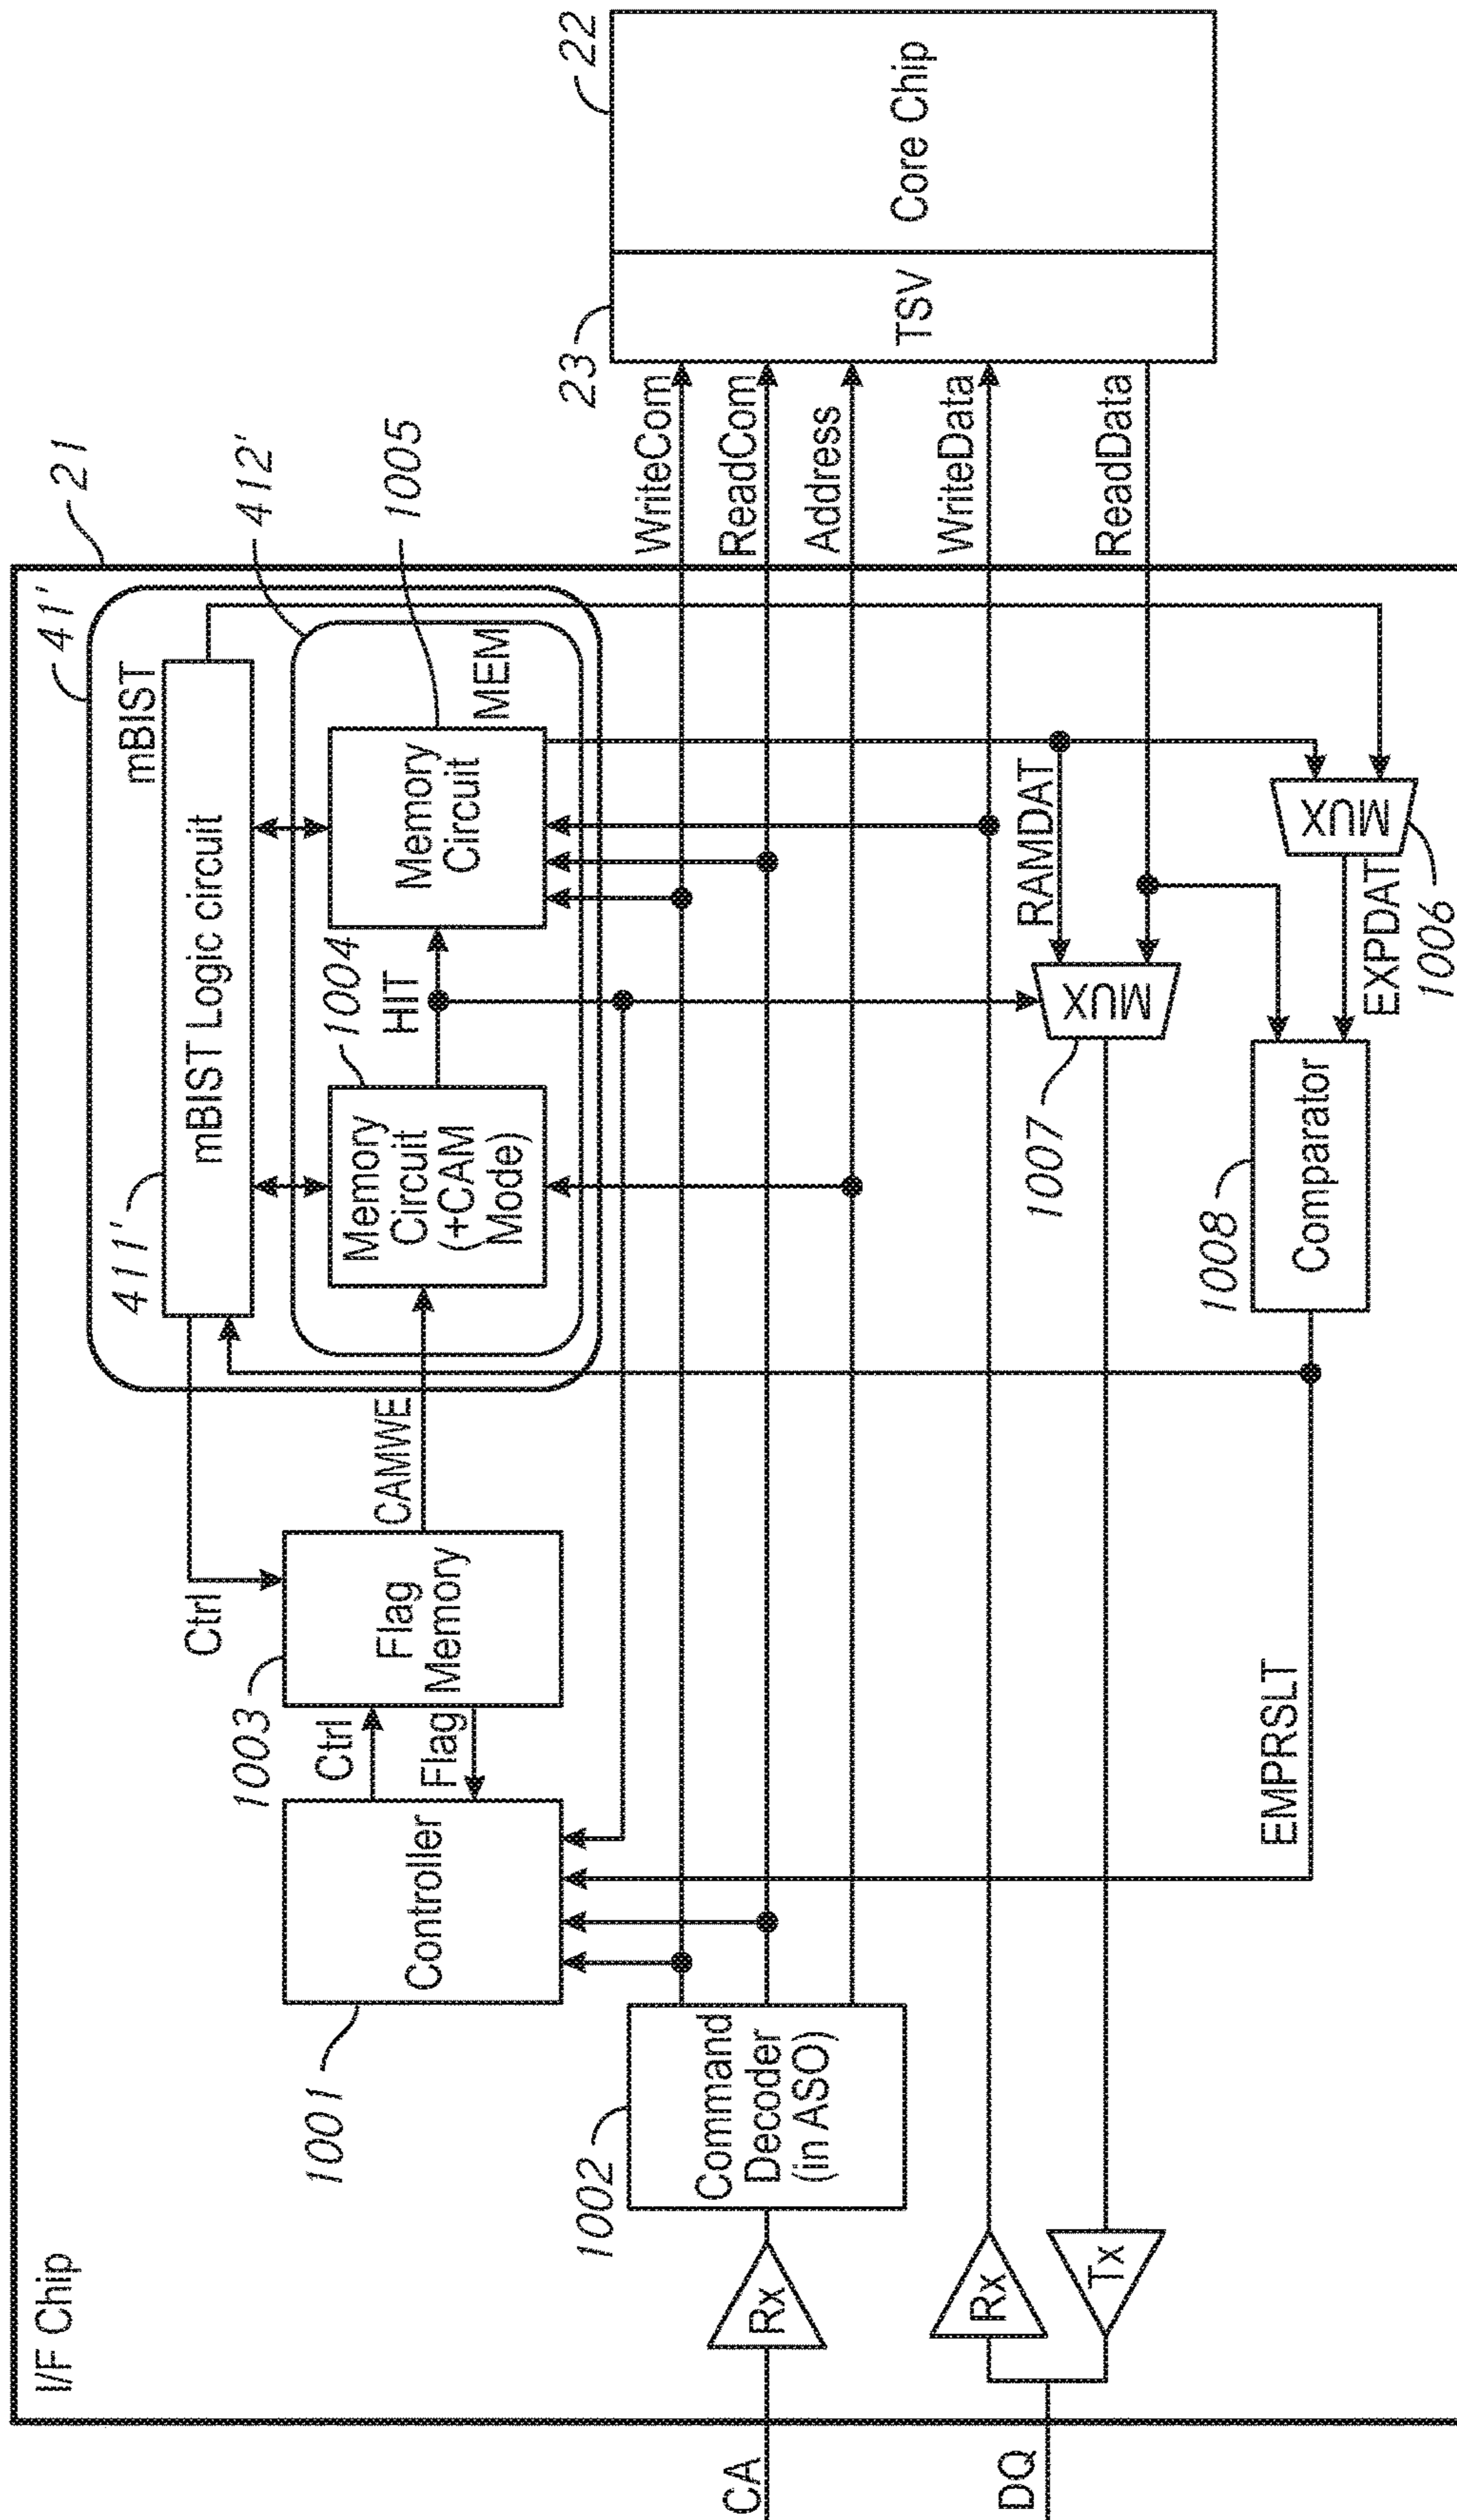 I/F Chip
21
41'
mBIST
411'
mBIST Logic circuit
412'
Ctrl
1003
Flag
Memory
CAMWE
Memory
Circuit
(+CAM
Mode)
1004
HIT
Memory
Circuit
MEM
1005
1001
Controller
Ctrl
Flag
1002
Command
Decoder
(in ASO)
CA
Rx
DQ
Rx
Tx
WriteCom
ReadCom
Address
WriteData
ReadData
23
TSV
22
Core Chip
RAMDAT
MUX
1007
MUX
1006
EXPDAT
1008
Comparator
EMPRSLT